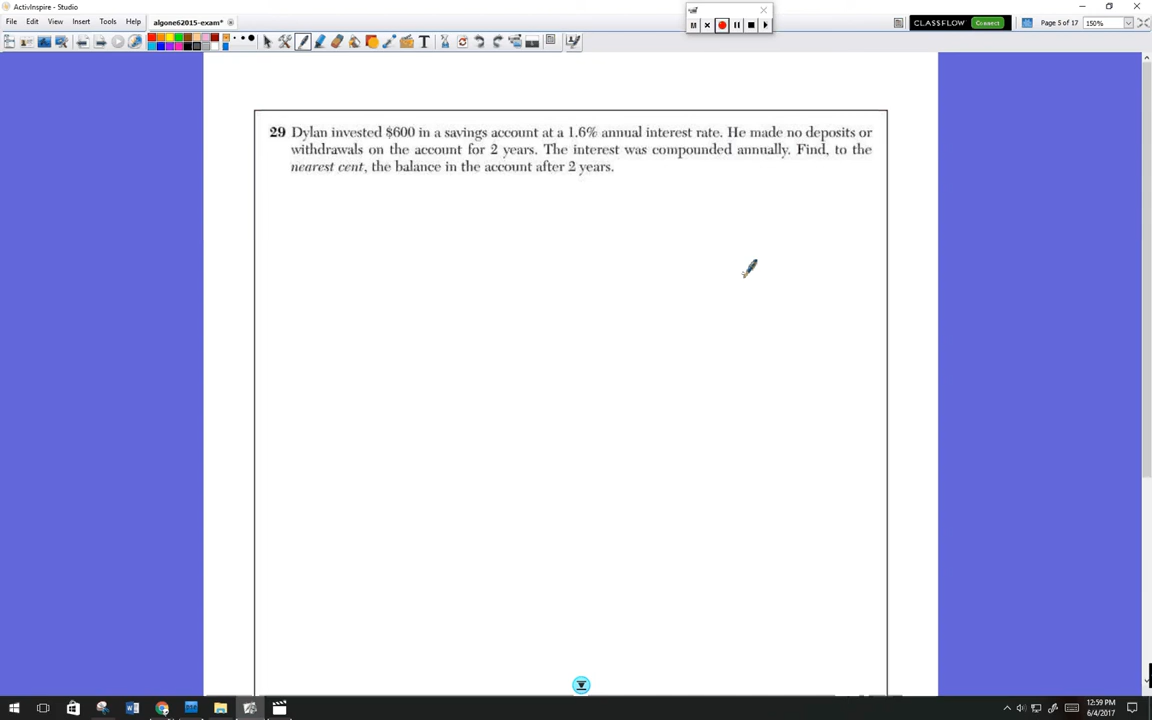 ActivInspire - Studio
File Edit View Insert Tools Help algone62015-exam*
M
CLASSFLOW Connect Page 5 of 17 150%
T
29 Dylan invested $600 in a savings account at a 1.6% annual interest rate. He made no deposits or
withdrawals on the account for 2 years. The interest was compounded annually. Find, to the
nearest cent, the balance in the account after 2 years.
12:59 PM
6/4/2017